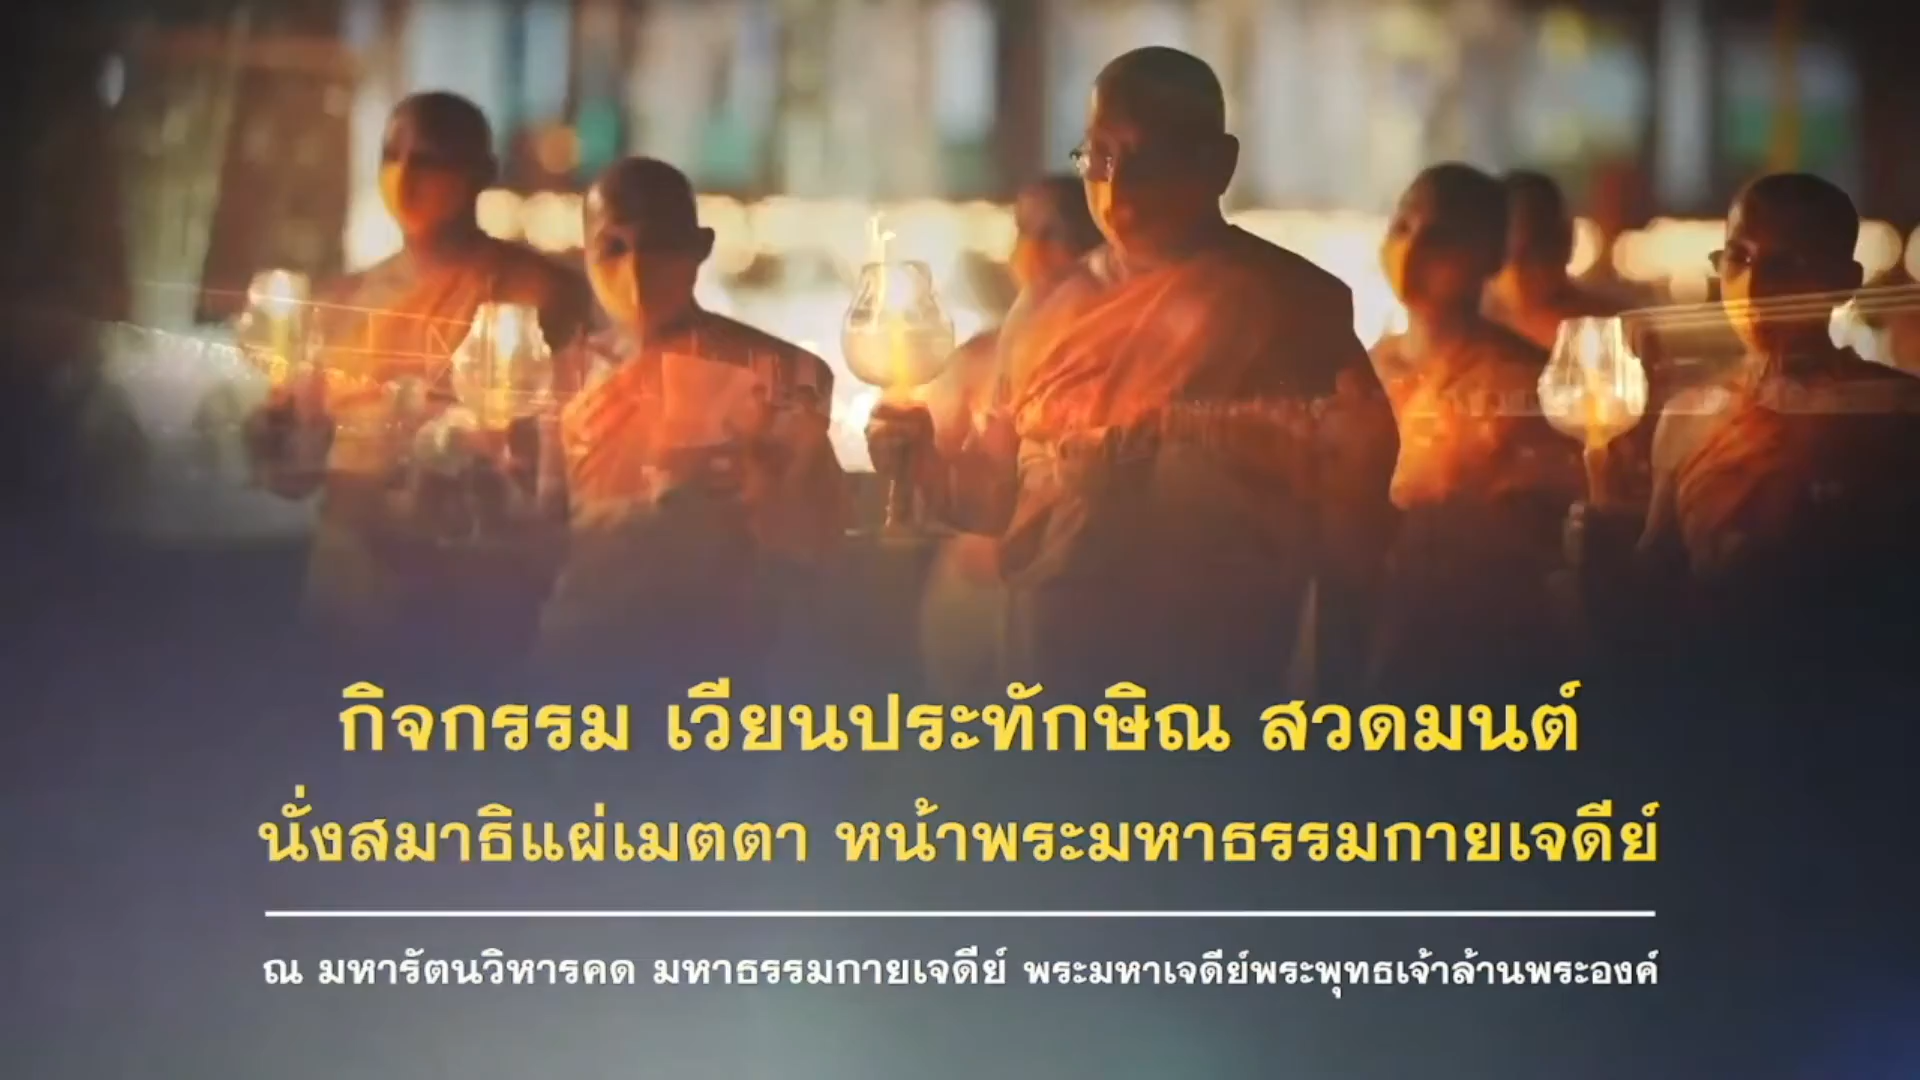 กิจกรรม เวียนประทักษิณ สวดมนต์
นั่งสมาธิแผ่เมตตา หน้าพระมหาธรรมกายเจดีย์
ณ มหารัตนวิหารคด มหาธรรมกายเจดีย์ พระมหาเจดีย์พระพุทธเจ้าล้านพระองค์